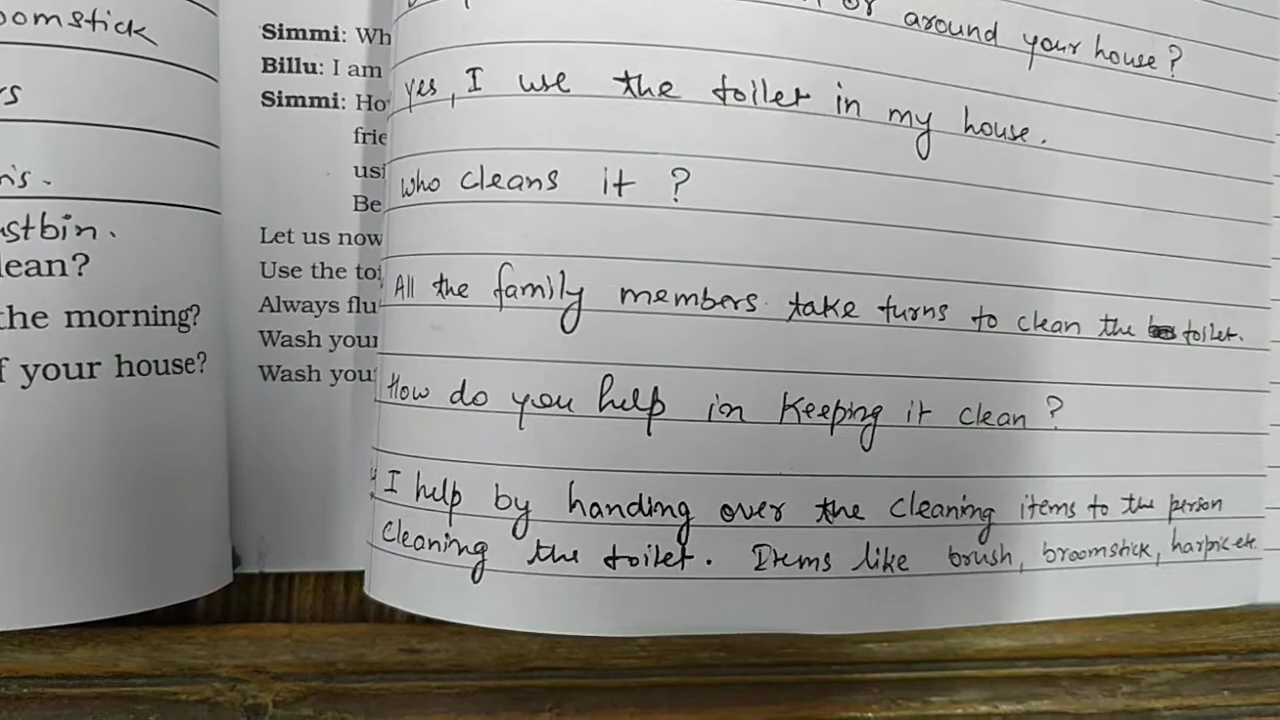 oomstick
rs
ris.
stbin.
lean?
the morning?
f your house?
Simmi: Wh
Billu: I am
Simmi: Ho
frie
usi
Be
Let us now
Use the toi
Always flu
Wash your
Wash you
or around your house?
yes, I use the toilet in my house.
who cleans it ?
All the family members take turns to clean the toilet.
How do you help in Keeping it clean ?
I help by handing over the cleaning items to the person
cleaning the toilet. Items like brush, broomstick, harpic etc.